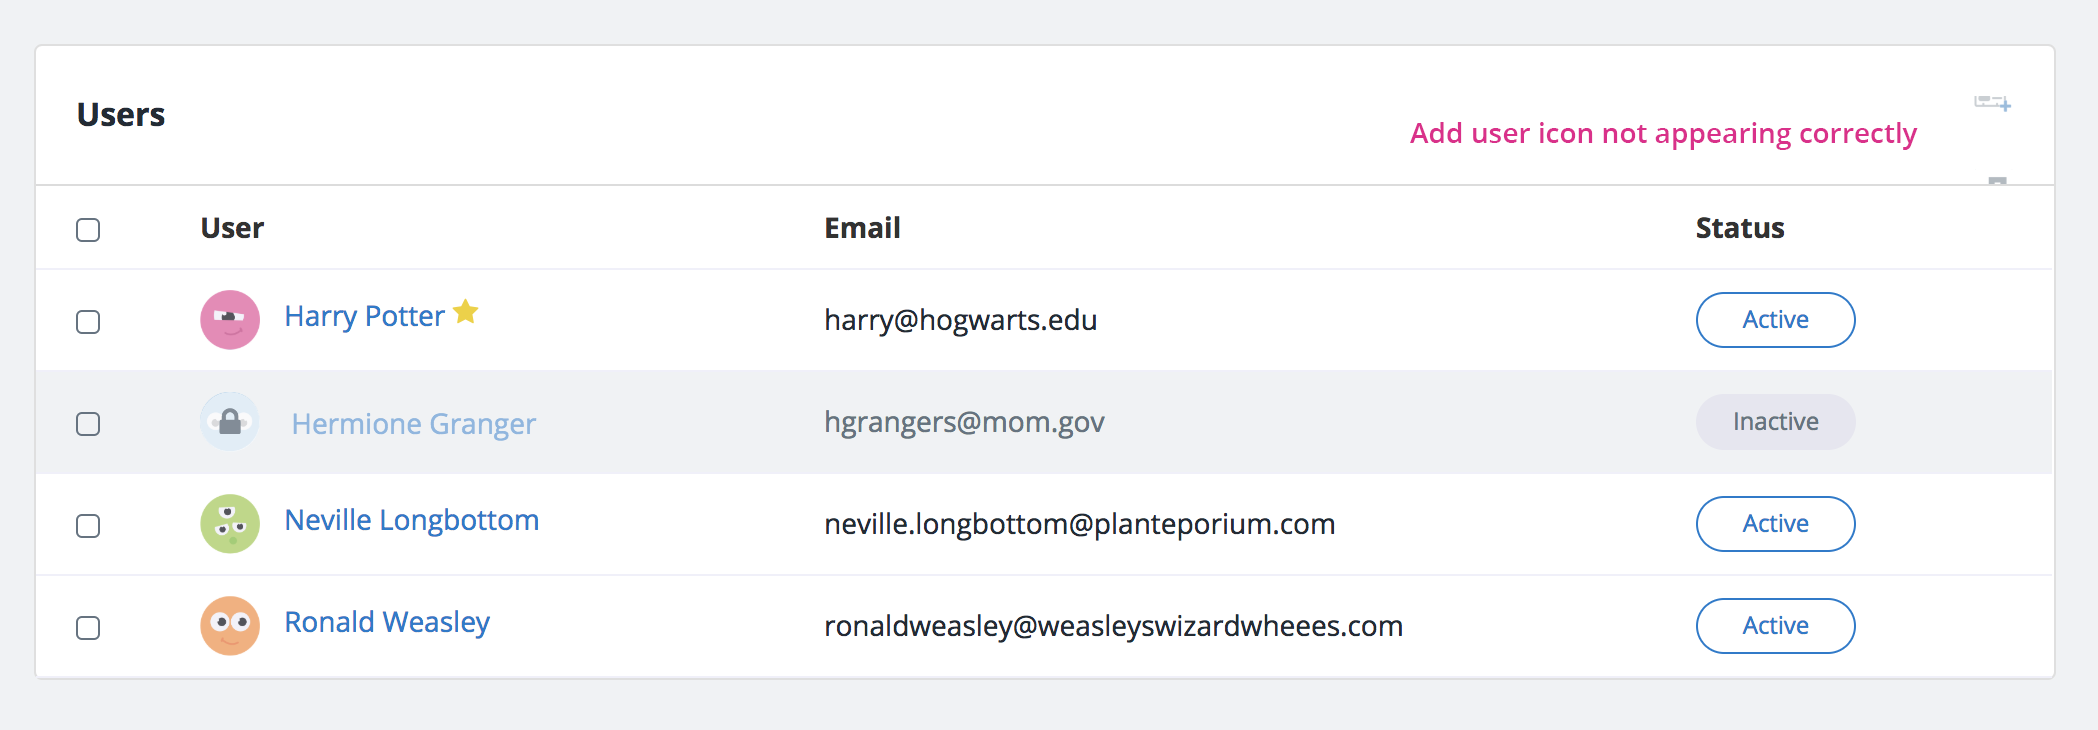 Users
Add user icon not appearing correctly
User Email Status
Harry Potter harry@hogwarts.edu Active
Hermione Granger hgrangers@mom.gov Inactive
Neville Longbottom neville.longbottom@planteporium.com Active
Ronald Weasley ronaldweasley@weasleyswizardwheees.com Active